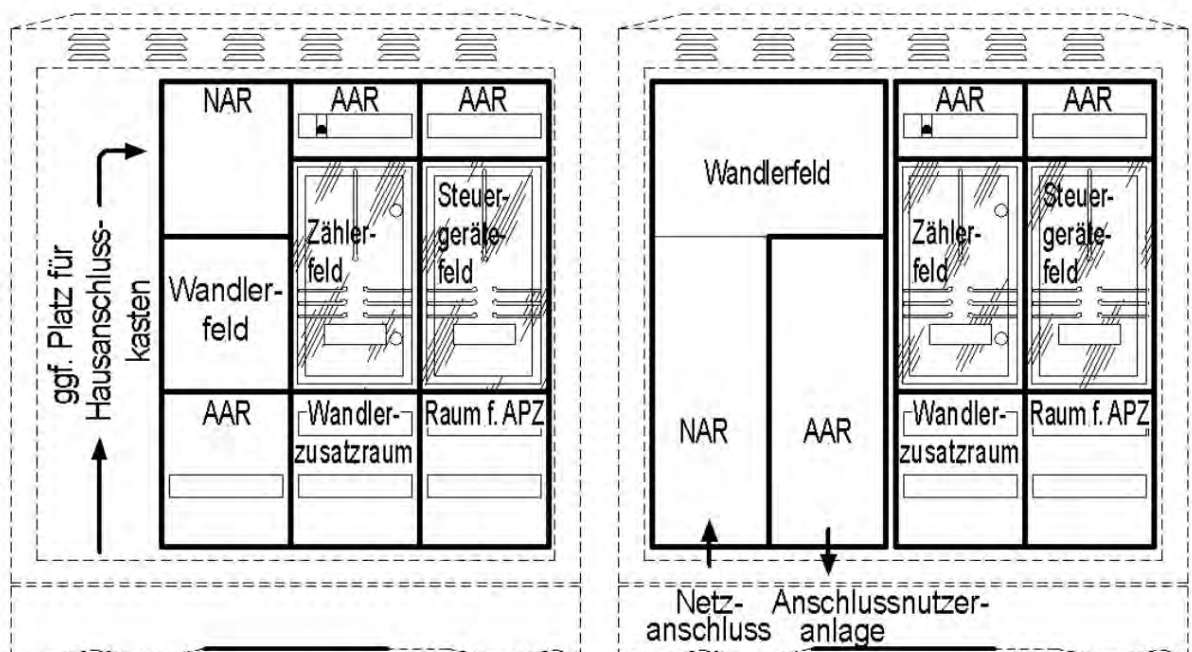 NAR
AAR
AAR
ggf. Platz für
Hausanschluss-
kasten
Zähler-
feld
Steuer-
geräte-
feld
Wandler-
feld
AAR
Wandler-
zusatzraum
Raum f. APZ
Wandlerfeld
AAR
AAR
Zähler-
feld
Steuer-
geräte-
feld
NAR
AAR
Wandler-
zusatzraum
Raum f. APZ
Netz-
anschluss
Anschlussnutzer-
anlage